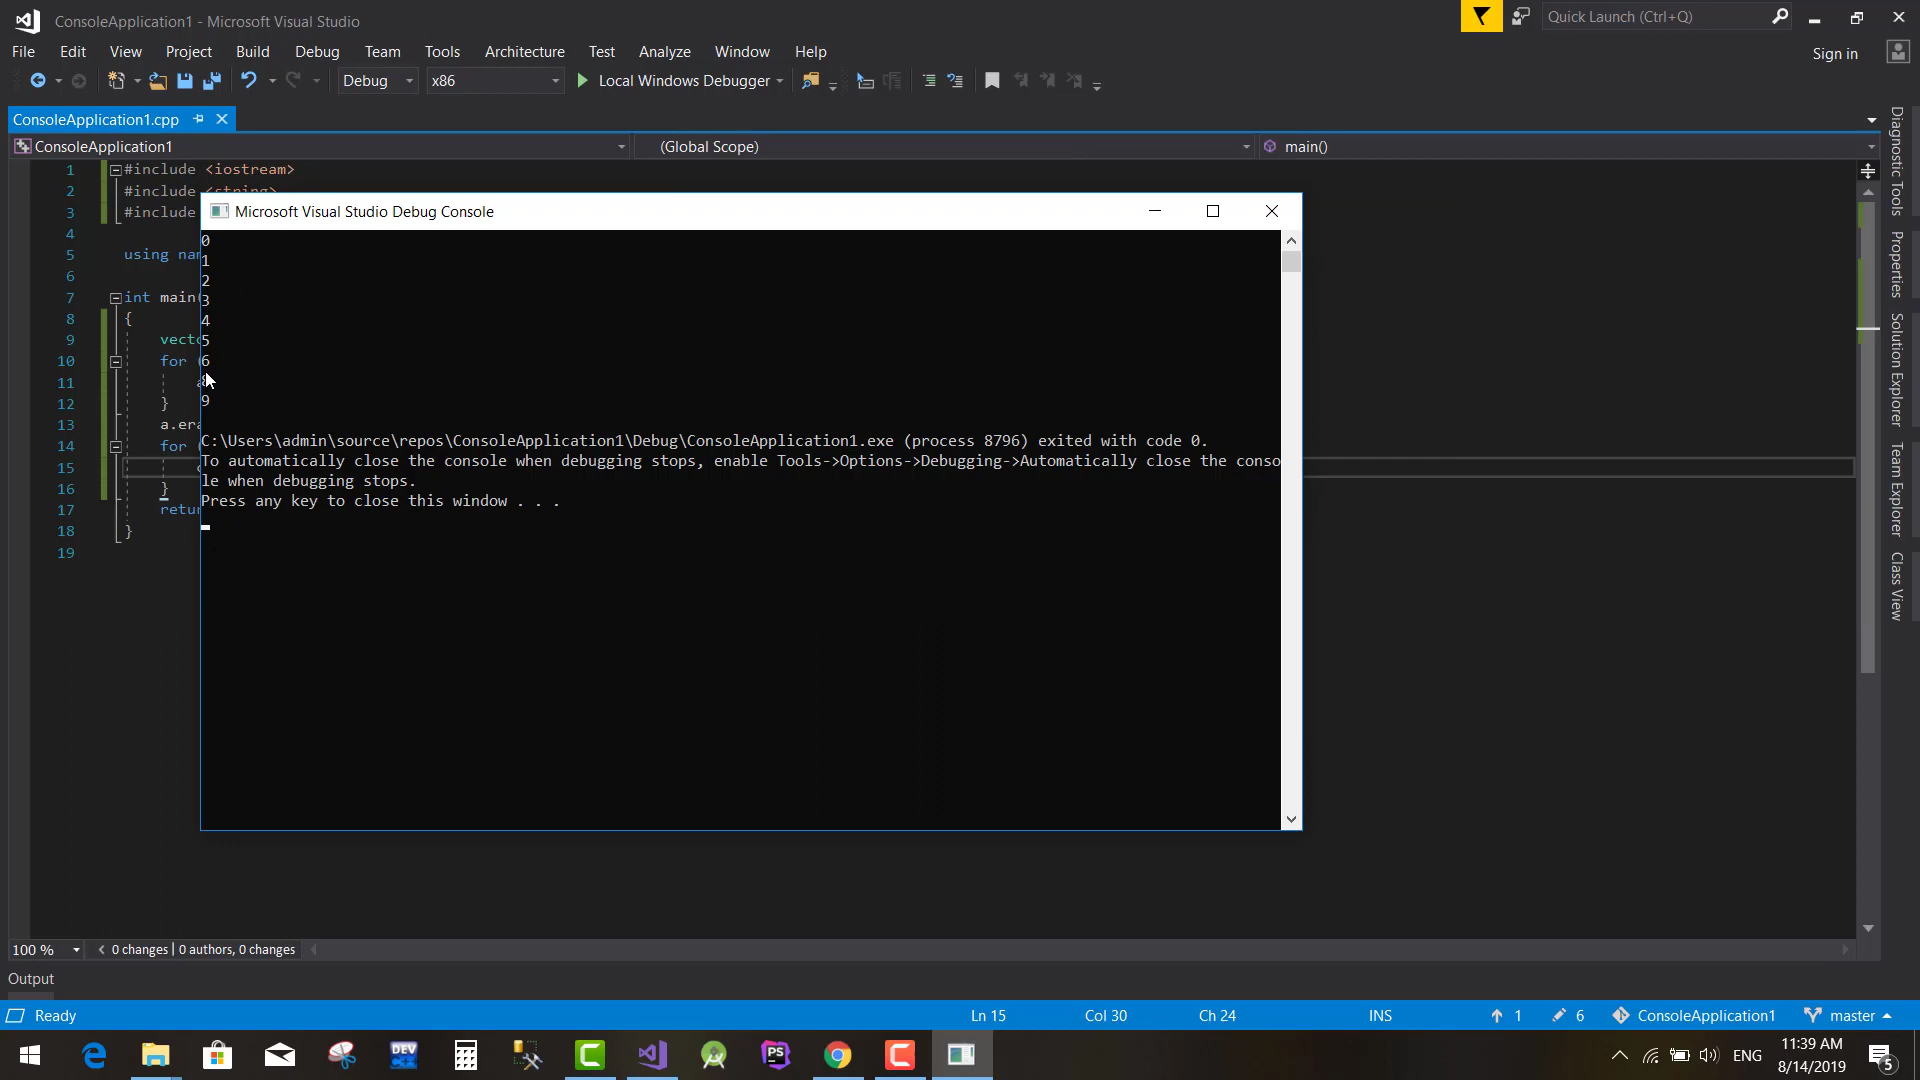 ConsoleApplication1 - Microsoft Visual Studio
Quick Launch (Ctrl+Q)
File Edit View Project Build Debug Team Tools Architecture Test Analyze Window Help
Sign in
Debug x86 Local Windows Debugger
ConsoleApplication1.cpp
ConsoleApplication1 (Global Scope) main()
1 #include <iostream>
2 #include <string>
3 #include
4
5 using nam
6
7 int main(
8 {
9 vecto
10 for (
11
12 }
13 a.era
14 for (
15
16 }
17 retur
18 }
19
Microsoft Visual Studio Debug Console
0
1
2
3
4
5
6
9
C:\Users\admin\source\repos\ConsoleApplication1\Debug\ConsoleApplication1.exe (process 8796) exited with code 0.
To automatically close the console when debugging stops, enable Tools->Options->Debugging->Automatically close the conso
le when debugging stops.
Press any key to close this window . . .
Diagnostic Tools
Properties
Solution Explorer
Team Explorer
Class View
100 % 0 changes | 0 authors, 0 changes
Output
Ready Ln 15 Col 30 Ch 24 INS 1 6 ConsoleApplication1 master
DEV
C++
PS
ENG
11:39 AM
8/14/2019
5